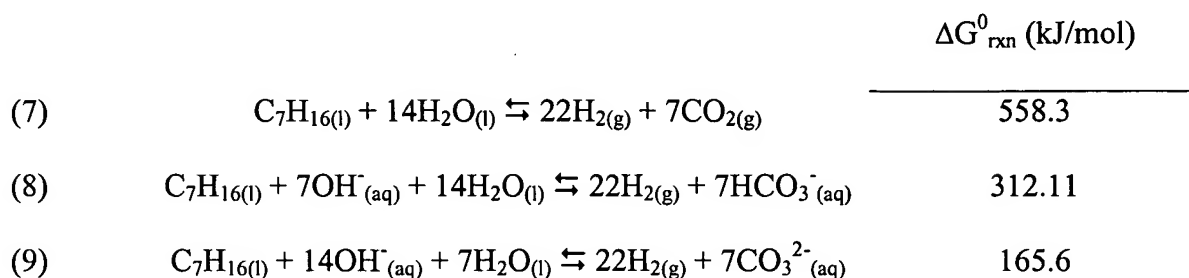 ΔG⁰rxn (kJ/mol)
(7) C₇H₁₆₍ₗ₎ + 14H₂O₍ₗ₎ ⇆ 22H₂(g) + 7CO₂(g) 558.3
(8) C₇H₁₆₍ₗ₎ + 7OH⁻(aq) + 14H₂O₍ₗ₎ ⇆ 22H₂(g) + 7HCO₃⁻(aq) 312.11
(9) C₇H₁₆₍ₗ₎ + 14OH⁻(aq) + 7H₂O₍ₗ₎ ⇆ 22H₂(g) + 7CO₃²⁻(aq) 165.6